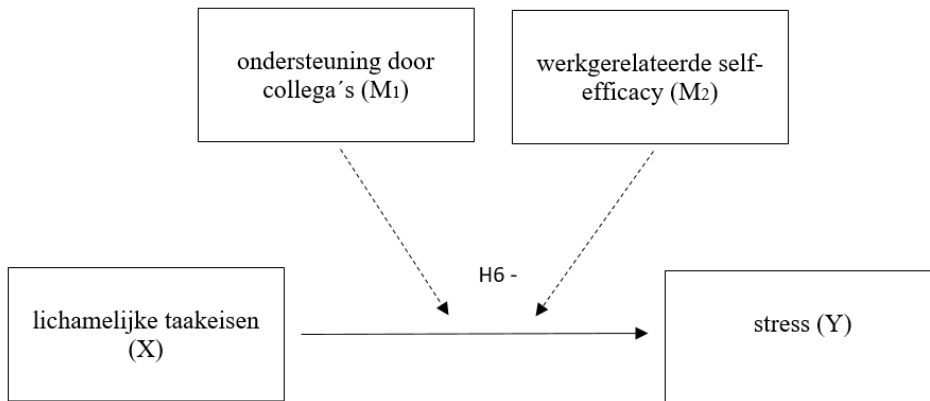 ondersteuning door
collega´s (M1)
werkgerelateerde self-
efficacy (M2)
H6 -
lichamelijke taakeisen
(X)
stress (Y)